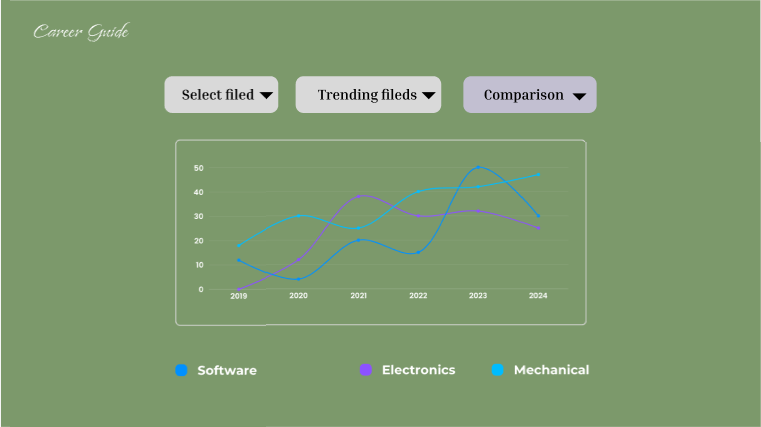 Career Guide
Select filed
Trending fileds
Comparison
50
40
30
20
10
0
2019 2020 2021 2022 2023 2024
Software Electronics Mechanical